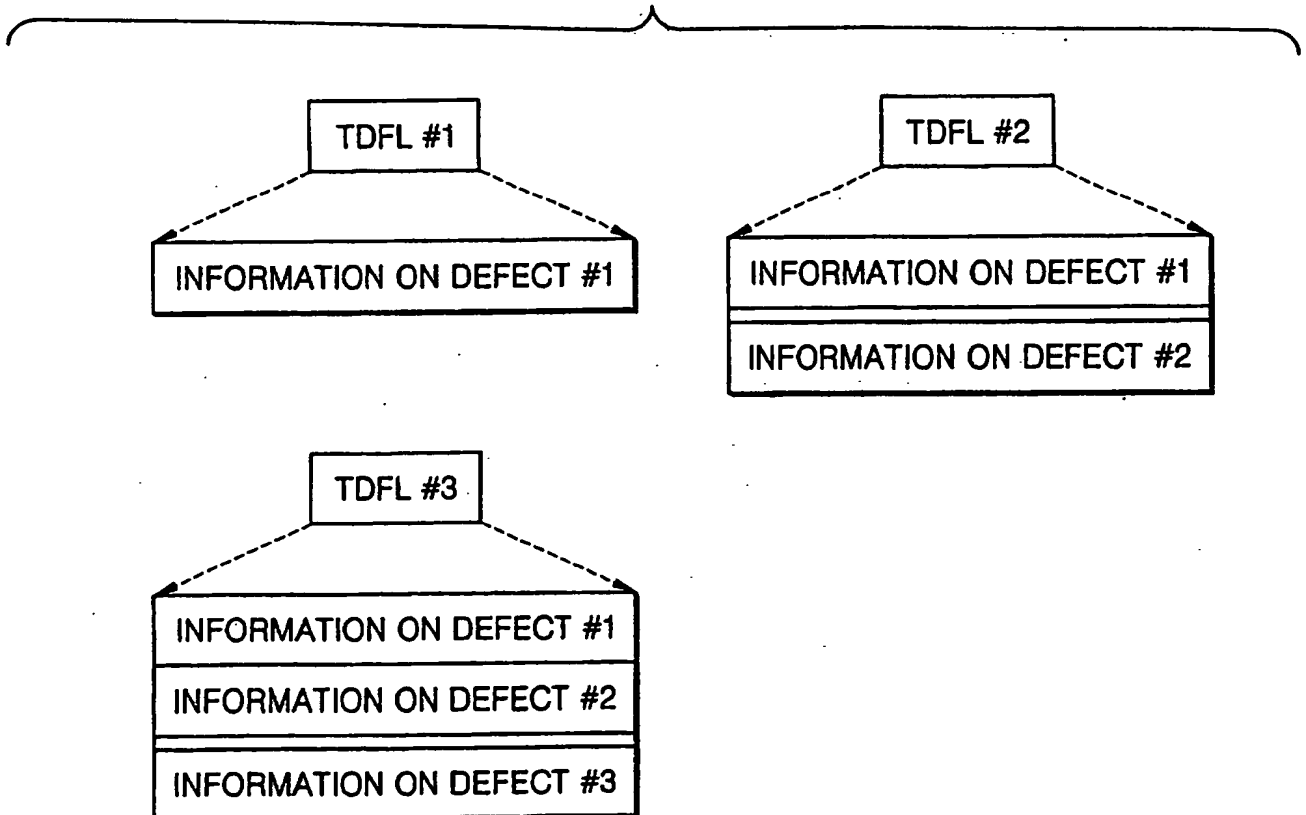 TDFL #1
INFORMATION ON DEFECT #1
TDFL #2
INFORMATION ON DEFECT #1
INFORMATION ON DEFECT #2
TDFL #3
INFORMATION ON DEFECT #1
INFORMATION ON DEFECT #2
INFORMATION ON DEFECT #3